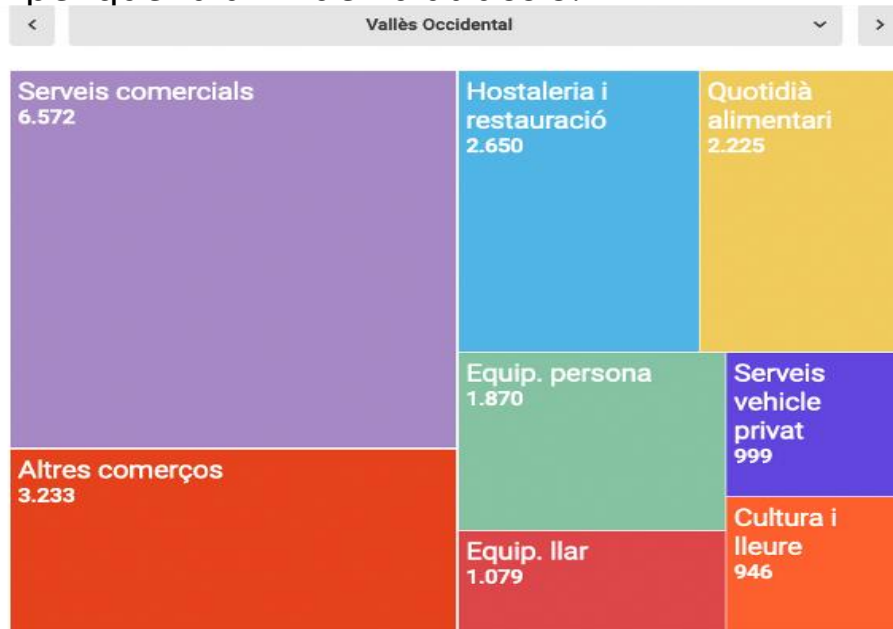 Vallès Occidental
Serveis comercials
6.572
Hostaleria i
restauració
2.650
Quotidià
alimentari
2.225
Equip. persona
1.870
Serveis
vehicle
privat
999
Altres comerços
3.233
Equip. llar
1.079
Cultura i
lleure
946